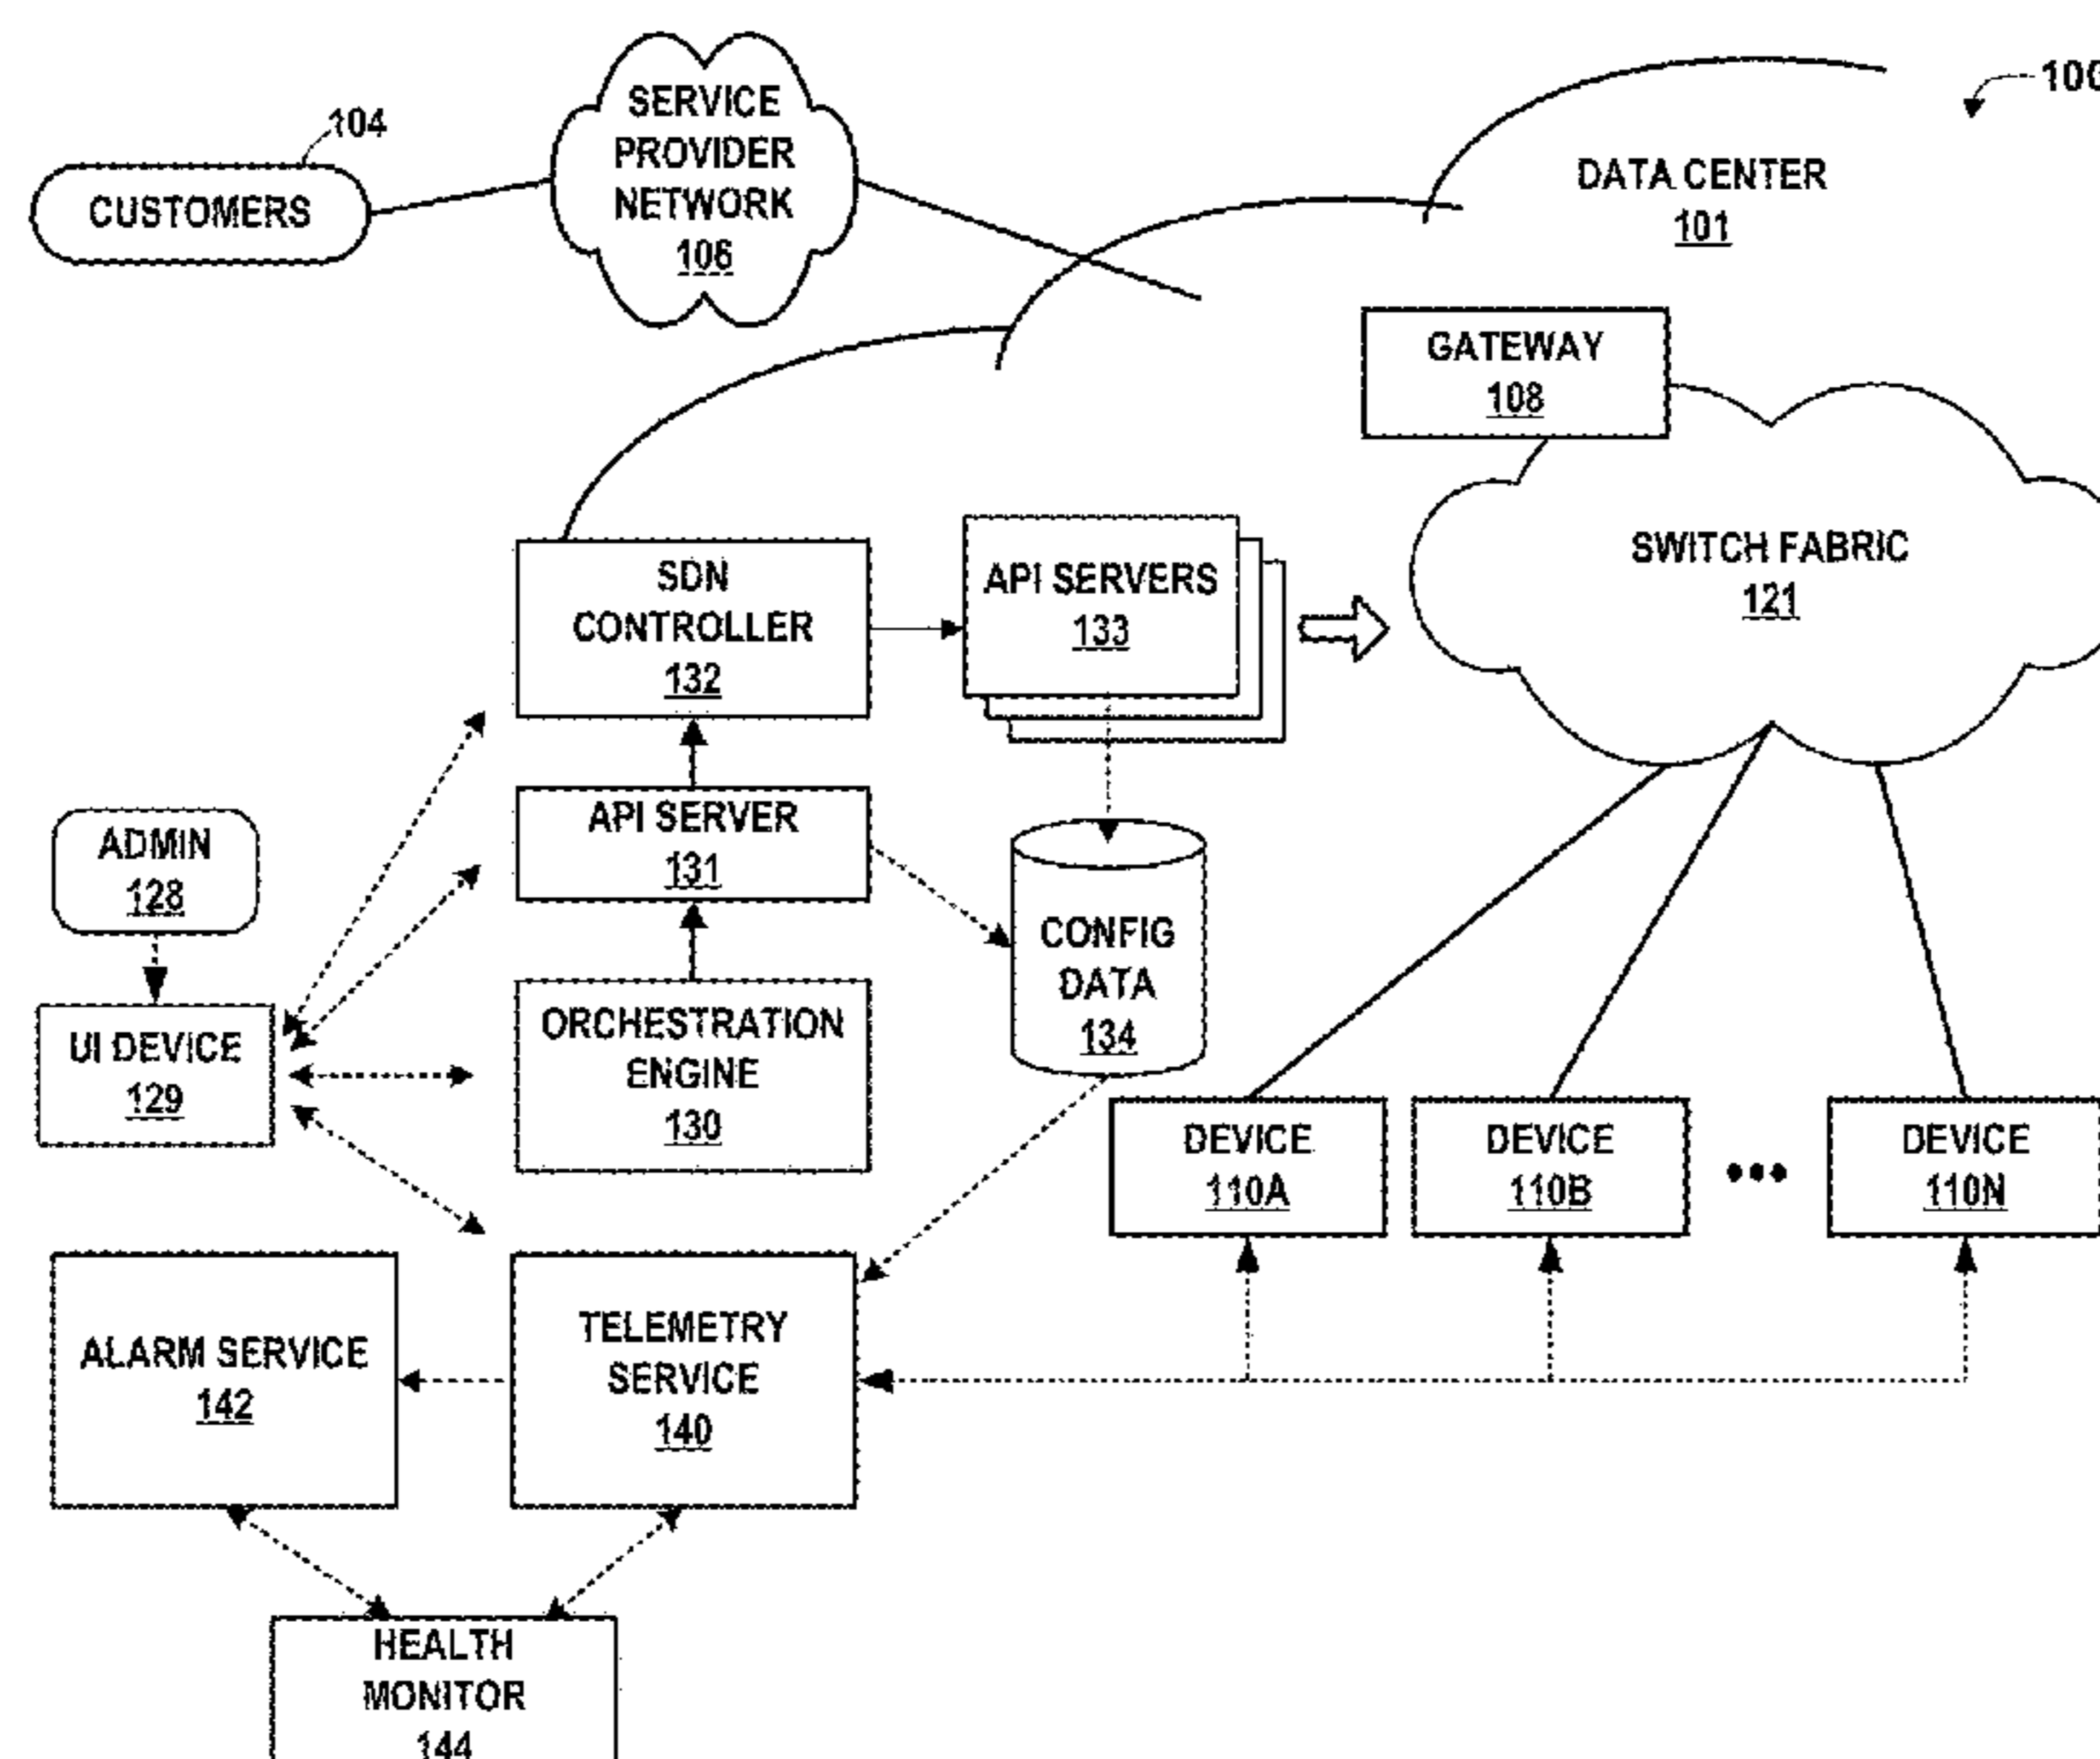 100
104
CUSTOMERS
SERVICE
PROVIDER
NETWORK
106
DATA CENTER
101
GATEWAY
108
SWITCH FABRIC
121
SDN
CONTROLLER
132
API SERVERS
133
API SERVER
131
ADMIN
128
CONFIG
DATA
134
UI DEVICE
129
ORCHESTRATION
ENGINE
130
DEVICE
110A
DEVICE
110B
•••
DEVICE
110N
ALARM SERVICE
142
TELEMETRY
SERVICE
140
HEALTH
MONITOR
144